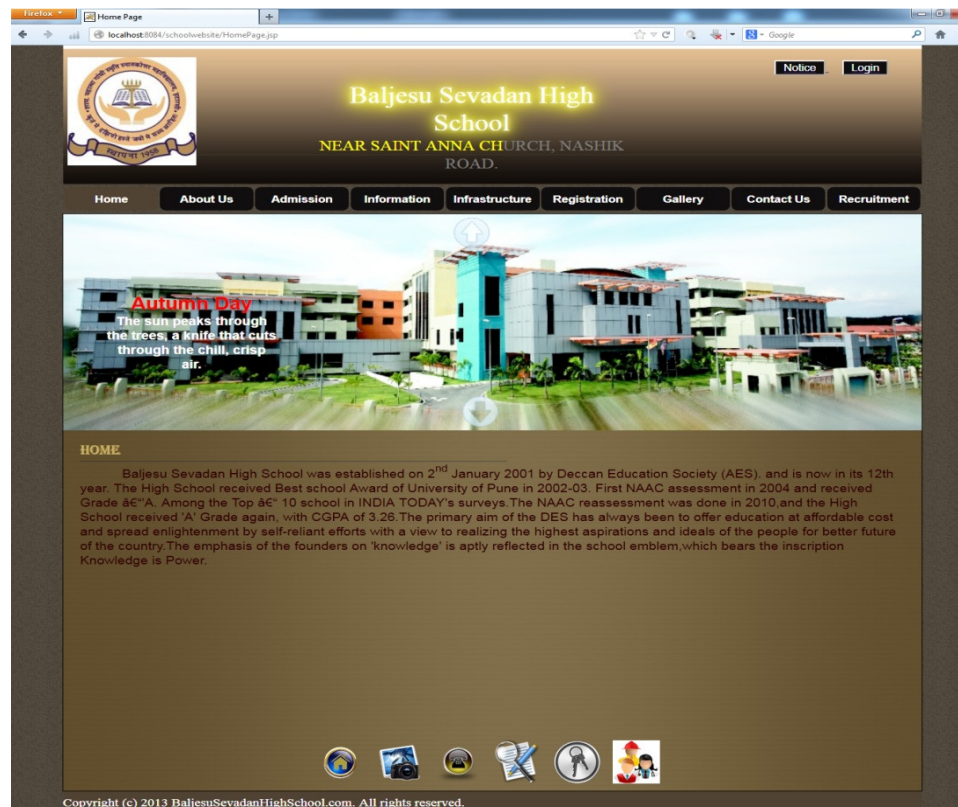 Firefox
Home Page
localhost:8084/schoolwebsite/HomePage.jsp
Google
Notice
Login
Baljesu Sevadan High
School
NEAR SAINT ANNA CHURCH, NASHIK
ROAD.
स्थापना 1958
Home
About Us
Admission
Information
Infrastructure
Registration
Gallery
Contact Us
Recruitment
Autumn Day
The sun peaks through
the trees, a knife that cuts
through the chill, crisp
air.
HOME
Baljesu Sevadan High School was established on 2nd January 2001 by Deccan Education Society (AES). and is now in its 12th
year. The High School received Best school Award of University of Pune in 2002-03. First NAAC assessment in 2004 and received
Grade â€“'A. Among the Top â€“ 10 school in INDIA TODAY's surveys.The NAAC reassessment was done in 2010,and the High
School received 'A' Grade again, with CGPA of 3.26.The primary aim of the DES has always been to offer education at affordable cost
and spread enlightenment by self-reliant efforts with a view to realizing the highest aspirations and ideals of the people for better future
of the country.The emphasis of the founders on 'knowledge' is aptly reflected in the school emblem,which bears the inscription
Knowledge is Power.
Copyright (c) 2013 BaljesuSevadanHighSchool.com. All rights reserved.